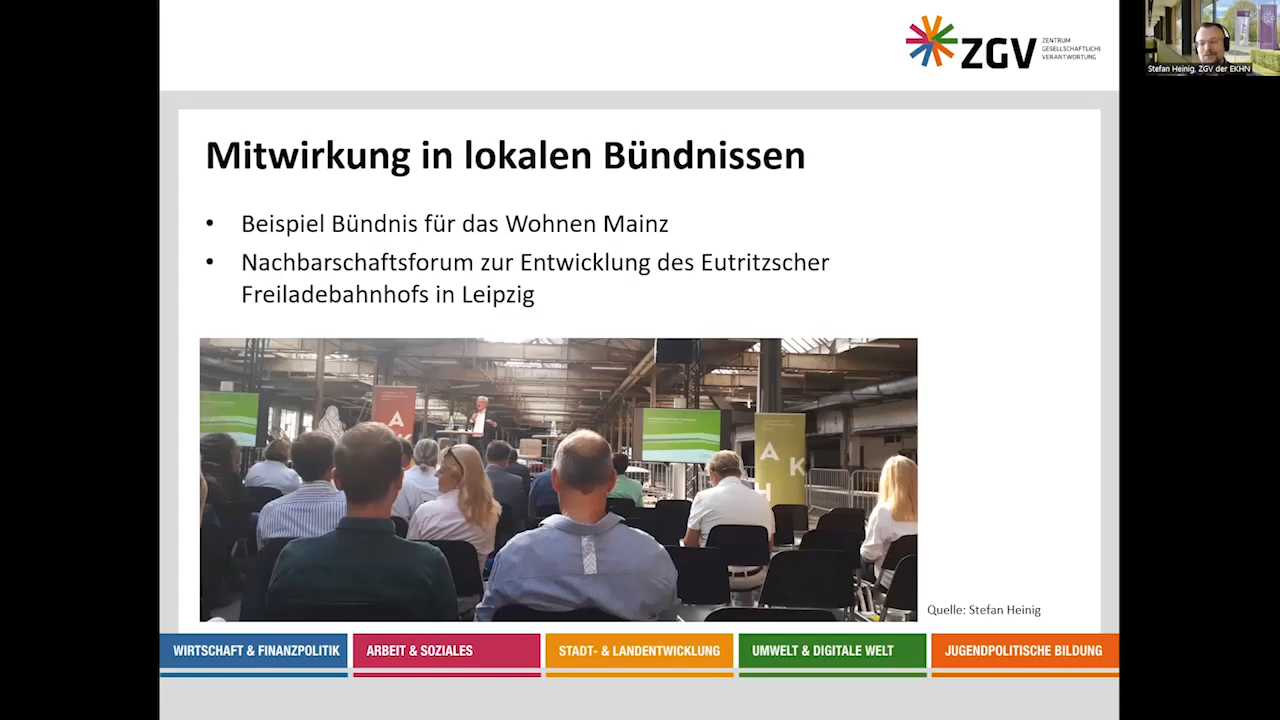 ZGV
ZENTRUM
GESELLSCHAFTLICHE
VERANTWORTUNG
Stefan Heinig, ZGV der EKHN
Mitwirkung in lokalen Bündnissen
• Beispiel Bündnis für das Wohnen Mainz
• Nachbarschaftsforum zur Entwicklung des Eutritzscher
Freiladebahnhofs in Leipzig
A
A
K
H
Quelle: Stefan Heinig
WIRTSCHAFT & FINANZPOLITIK
ARBEIT & SOZIALES
STADT- & LANDENTWICKLUNG
UMWELT & DIGITALE WELT
JUGENDPOLITISCHE BILDUNG